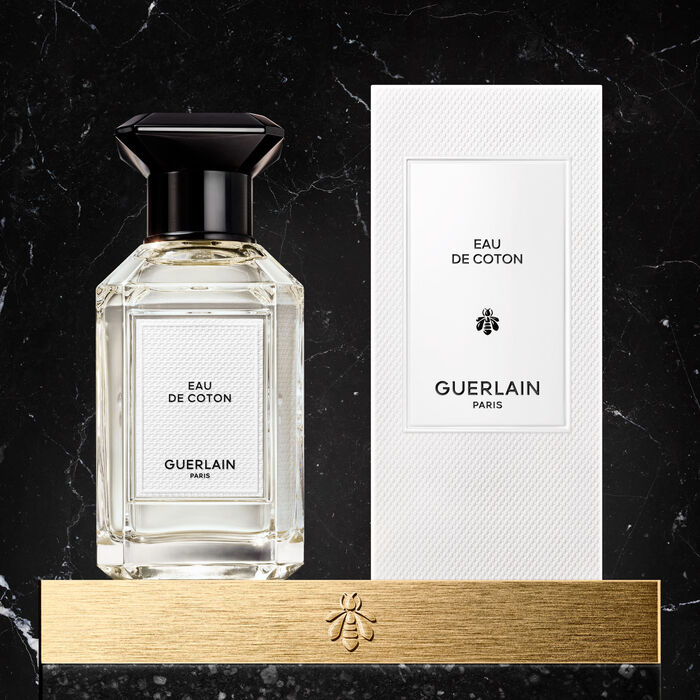 EAU
DE COTON
GUERLAIN
PARIS
EAU
DE COTON
GUERLAIN
PARIS